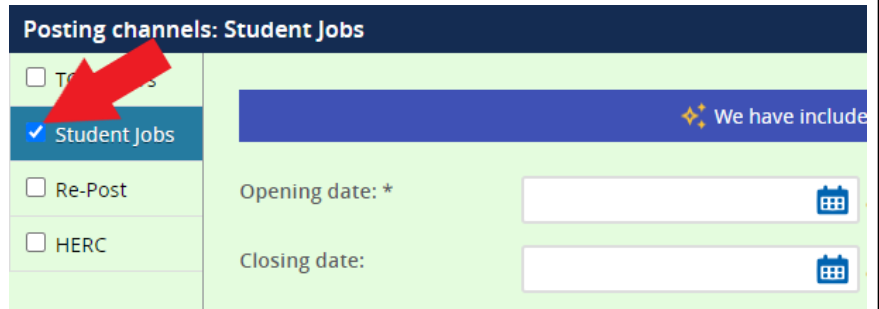 Posting channels: Student Jobs
Student Jobs
We have include
Re-Post
Opening date: *
HERC
Closing date: